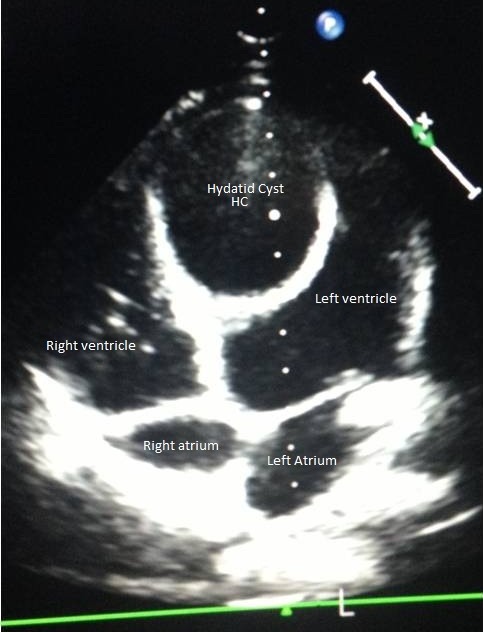 P
Hydatid Cyst
HC
Left ventricle
Right ventricle
Right atrium
Left Atrium
L